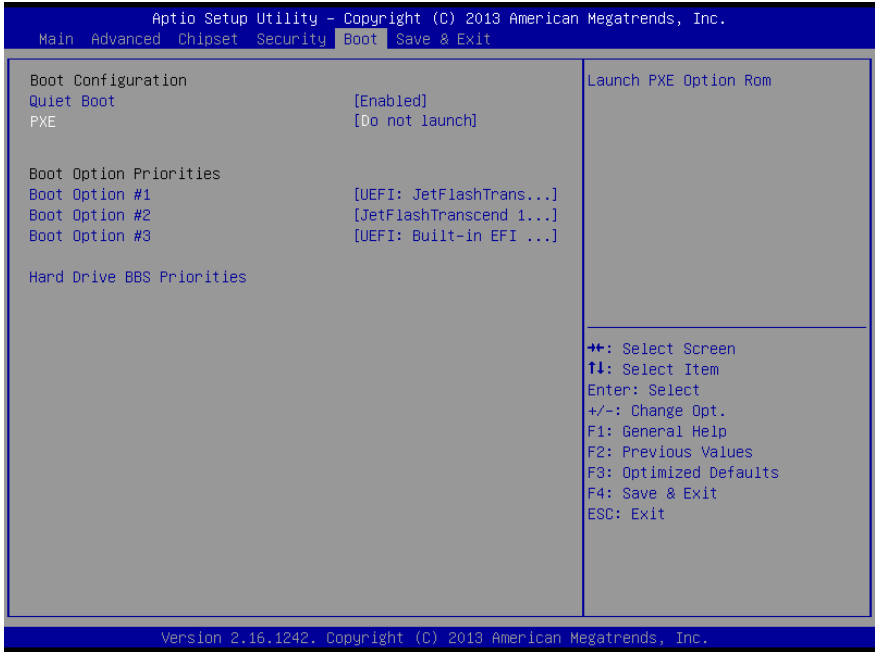 Aptio Setup Utility – Copyright (C) 2013 American Megatrends, Inc.
Main Advanced Chipset Security Boot Save & Exit
Boot Configuration
Quiet Boot [Enabled]
PXE [Do not launch]
Boot Option Priorities
Boot Option #1 [UEFI: JetFlashTrans...]
Boot Option #2 [JetFlashTranscend 1...]
Boot Option #3 [UEFI: Built-in EFI ...]
Hard Drive BBS Priorities
Launch PXE Option Rom
→←: Select Screen
↑↓: Select Item
Enter: Select
+/-: Change Opt.
F1: General Help
F2: Previous Values
F3: Optimized Defaults
F4: Save & Exit
ESC: Exit
Version 2.16.1242. Copyright (C) 2013 American Megatrends, Inc.